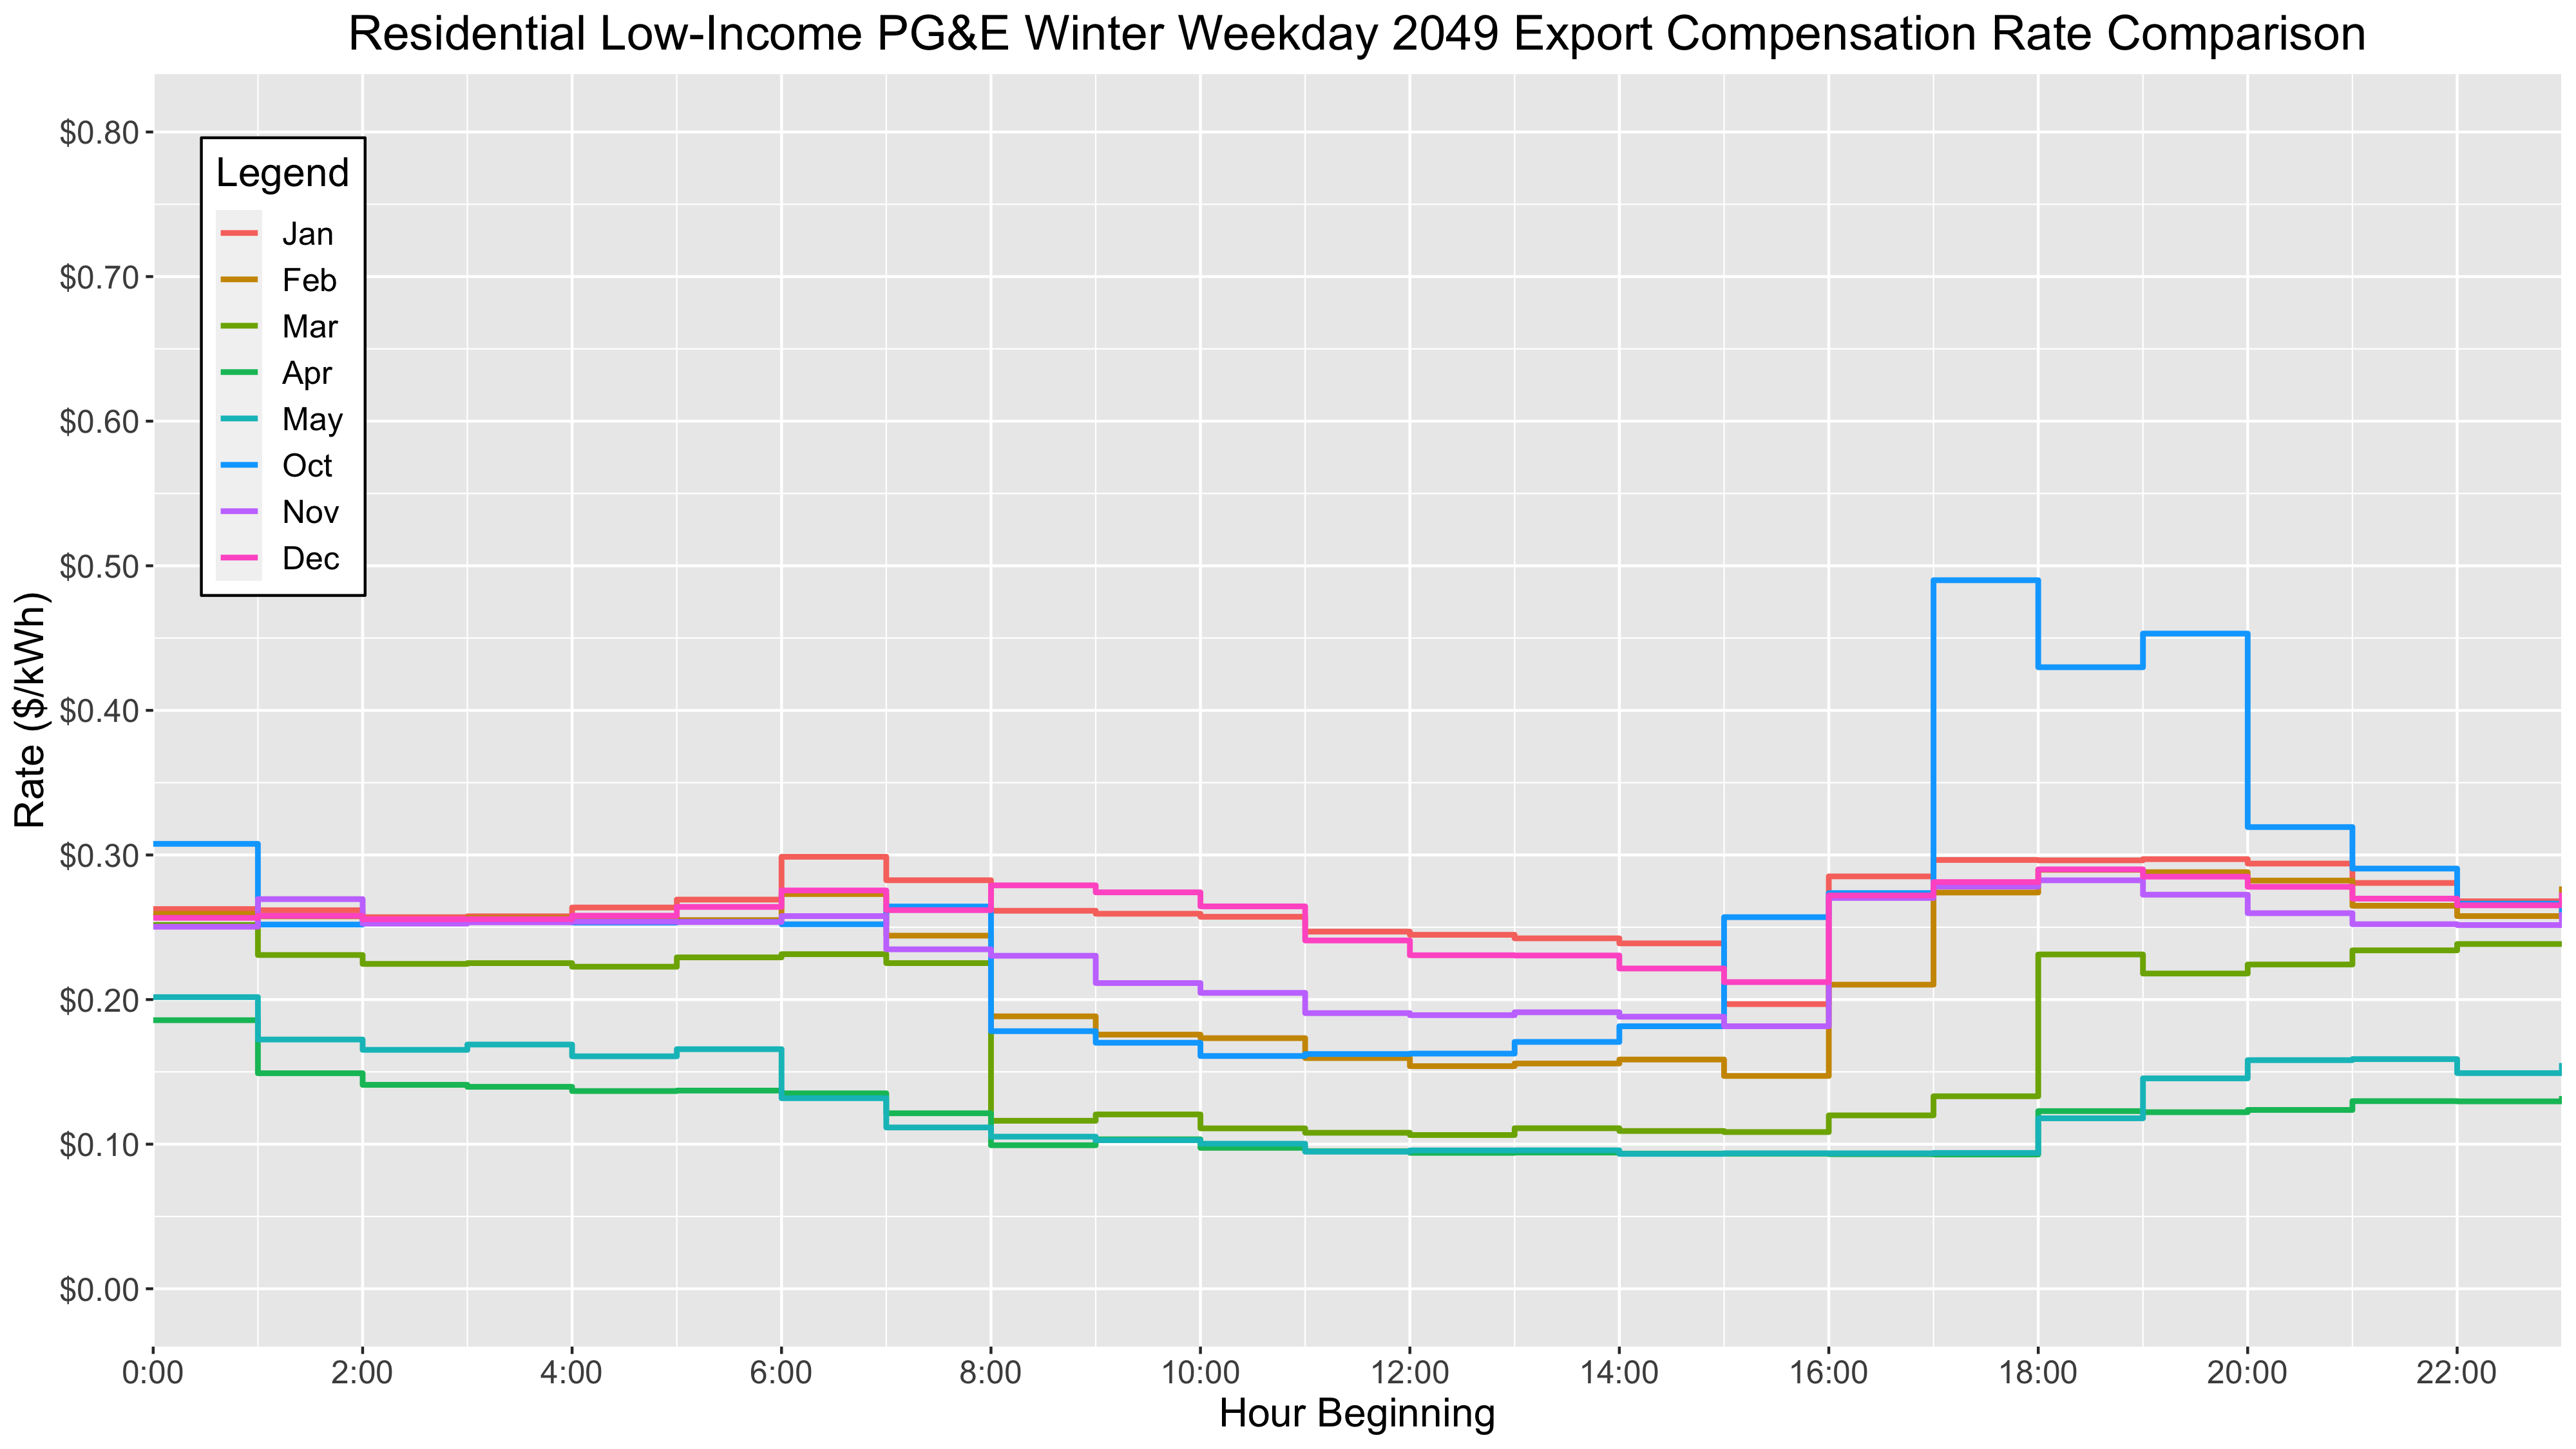 Residential Low-Income PG&E Winter Weekday 2049 Export Compensation Rate Comparison
$0.80
$0.70
$0.60
$0.50
$0.40
$0.30
$0.20
$0.10
$0.00
Rate ($/kWh)
Legend
Jan
Feb
Mar
Apr
May
Oct
Nov
Dec
0:00 2:00 4:00 6:00 8:00 10:00 12:00 14:00 16:00 18:00 20:00 22:00
Hour Beginning